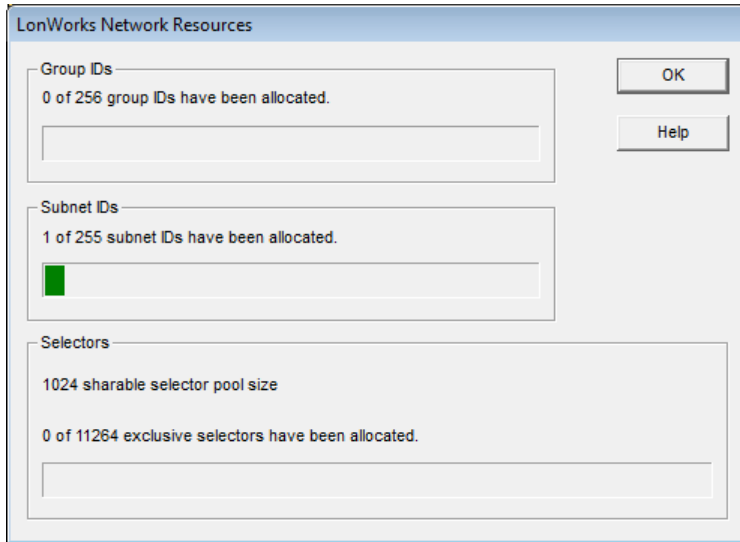 LonWorks Network Resources
Group IDs
0 of 256 group IDs have been allocated.
OK
Help
Subnet IDs
1 of 255 subnet IDs have been allocated.
Selectors
1024 sharable selector pool size
0 of 11264 exclusive selectors have been allocated.